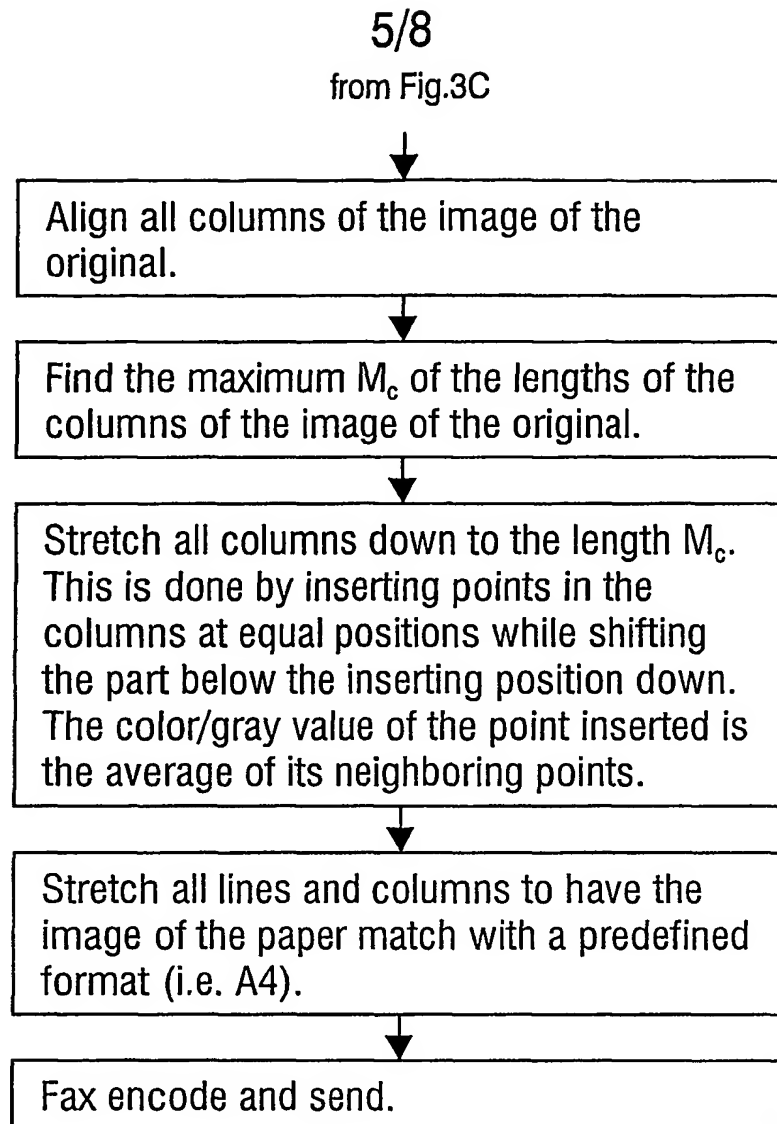 5/8
from Fig.3C
Align all columns of the image of the
original.
Find the maximum Mc of the lengths of the
columns of the image of the original.
Stretch all columns down to the length Mc.
This is done by inserting points in the
columns at equal positions while shifting
the part below the inserting position down.
The color/gray value of the point inserted is
the average of its neighboring points.
Stretch all lines and columns to have the
image of the paper match with a predefined
format (i.e. A4).
Fax encode and send.